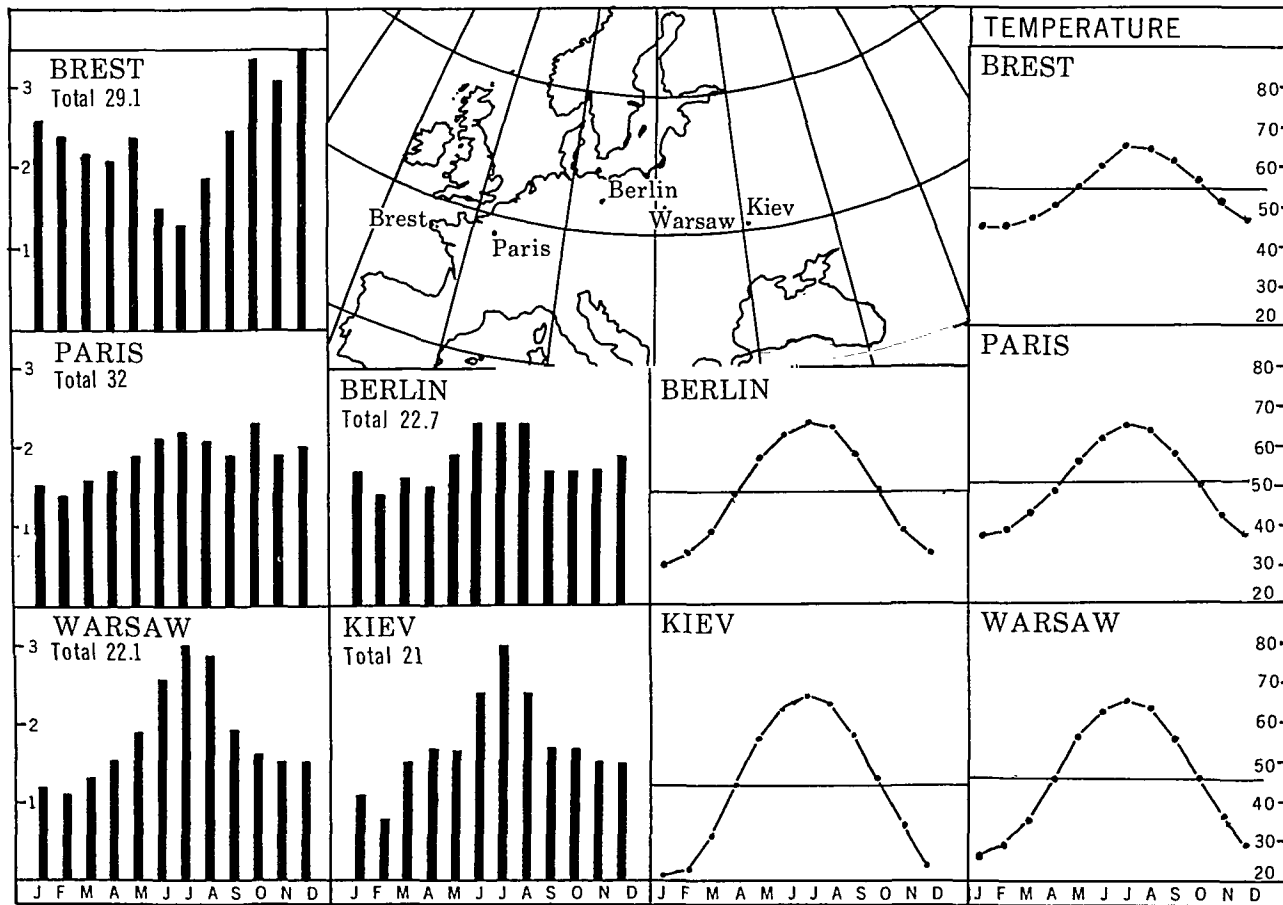 TEMPERATURE
BREST
Total 29.1
3
2
1
Brest
Paris
Berlin
Warsaw
Kiev
BREST
80
70
60
50
40
30
20
PARIS
Total 32
3
2
1
BERLIN
Total 22.7
BERLIN
PARIS
80
70
60
50
40
30
20
WARSAW
Total 22.1
3
2
1
KIEV
Total 21
KIEV
WARSAW
80
70
60
50
40
30
20
J F M A M J J A S O N D
J F M A M J J A S O N D
J F M A M J J A S O N D
J F M A M J J A S O N D